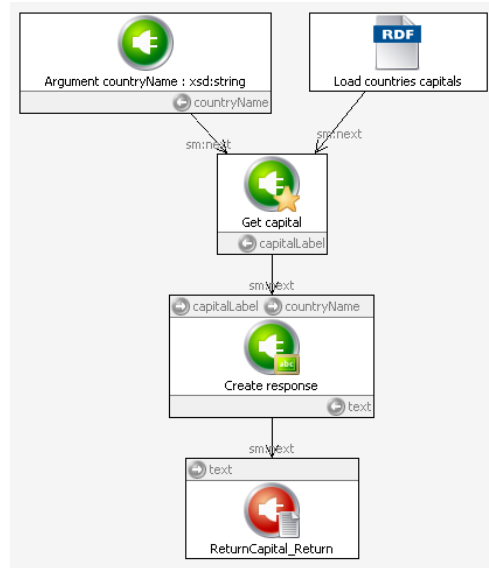 RDF
Argument countryName : xsd:string
Load countries capitals
countryName
sm:next
sm:next
Get capital
capitalLabel
sm:next
capitalLabel countryName
abc
Create response
text
sm:next
text
ReturnCapital_Return